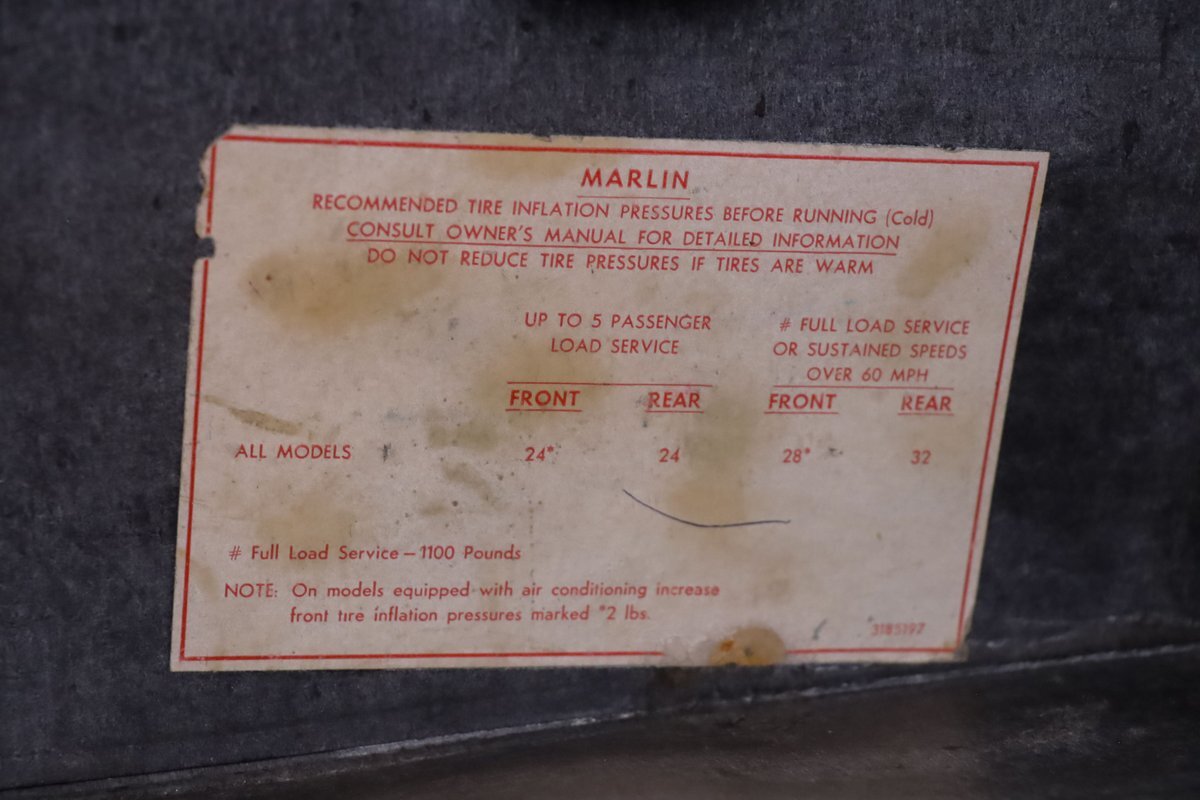 MARLIN
RECOMMENDED TIRE INFLATION PRESSURES BEFORE RUNNING (Cold)
CONSULT OWNER'S MANUAL FOR DETAILED INFORMATION
DO NOT REDUCE TIRE PRESSURES IF TIRES ARE WARM
UP TO 5 PASSENGER
LOAD SERVICE
# FULL LOAD SERVICE
OR SUSTAINED SPEEDS
OVER 60 MPH
FRONT REAR FRONT REAR
ALL MODELS 24* 24 28* 32
# Full Load Service – 1100 Pounds
NOTE: On models equipped with air conditioning increase
front tire inflation pressures marked *2 lbs.
3185197